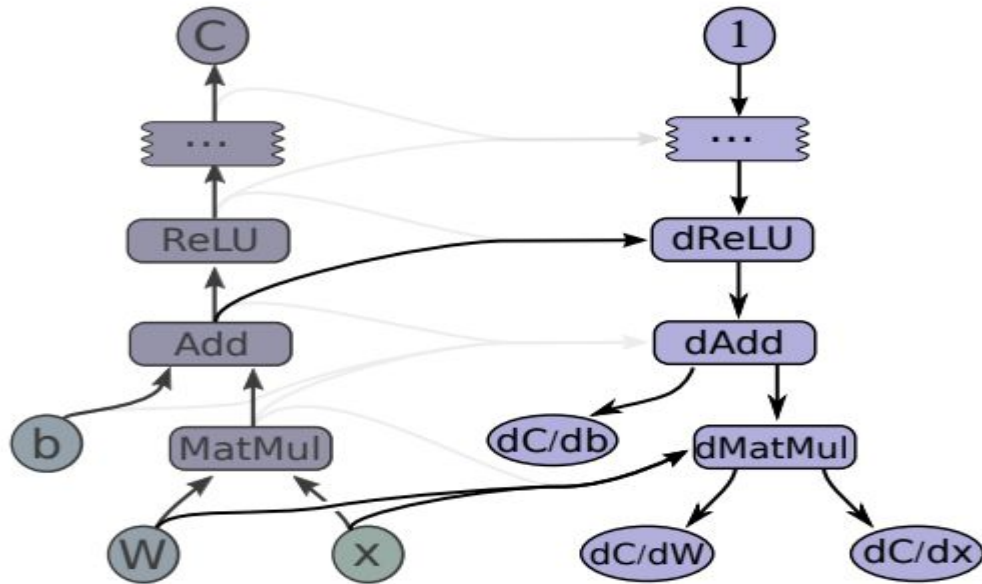 C
1
...
...
ReLU
dReLU
Add
dAdd
b
dC/db
MatMul
dMatMul
W
x
dC/dW
dC/dx